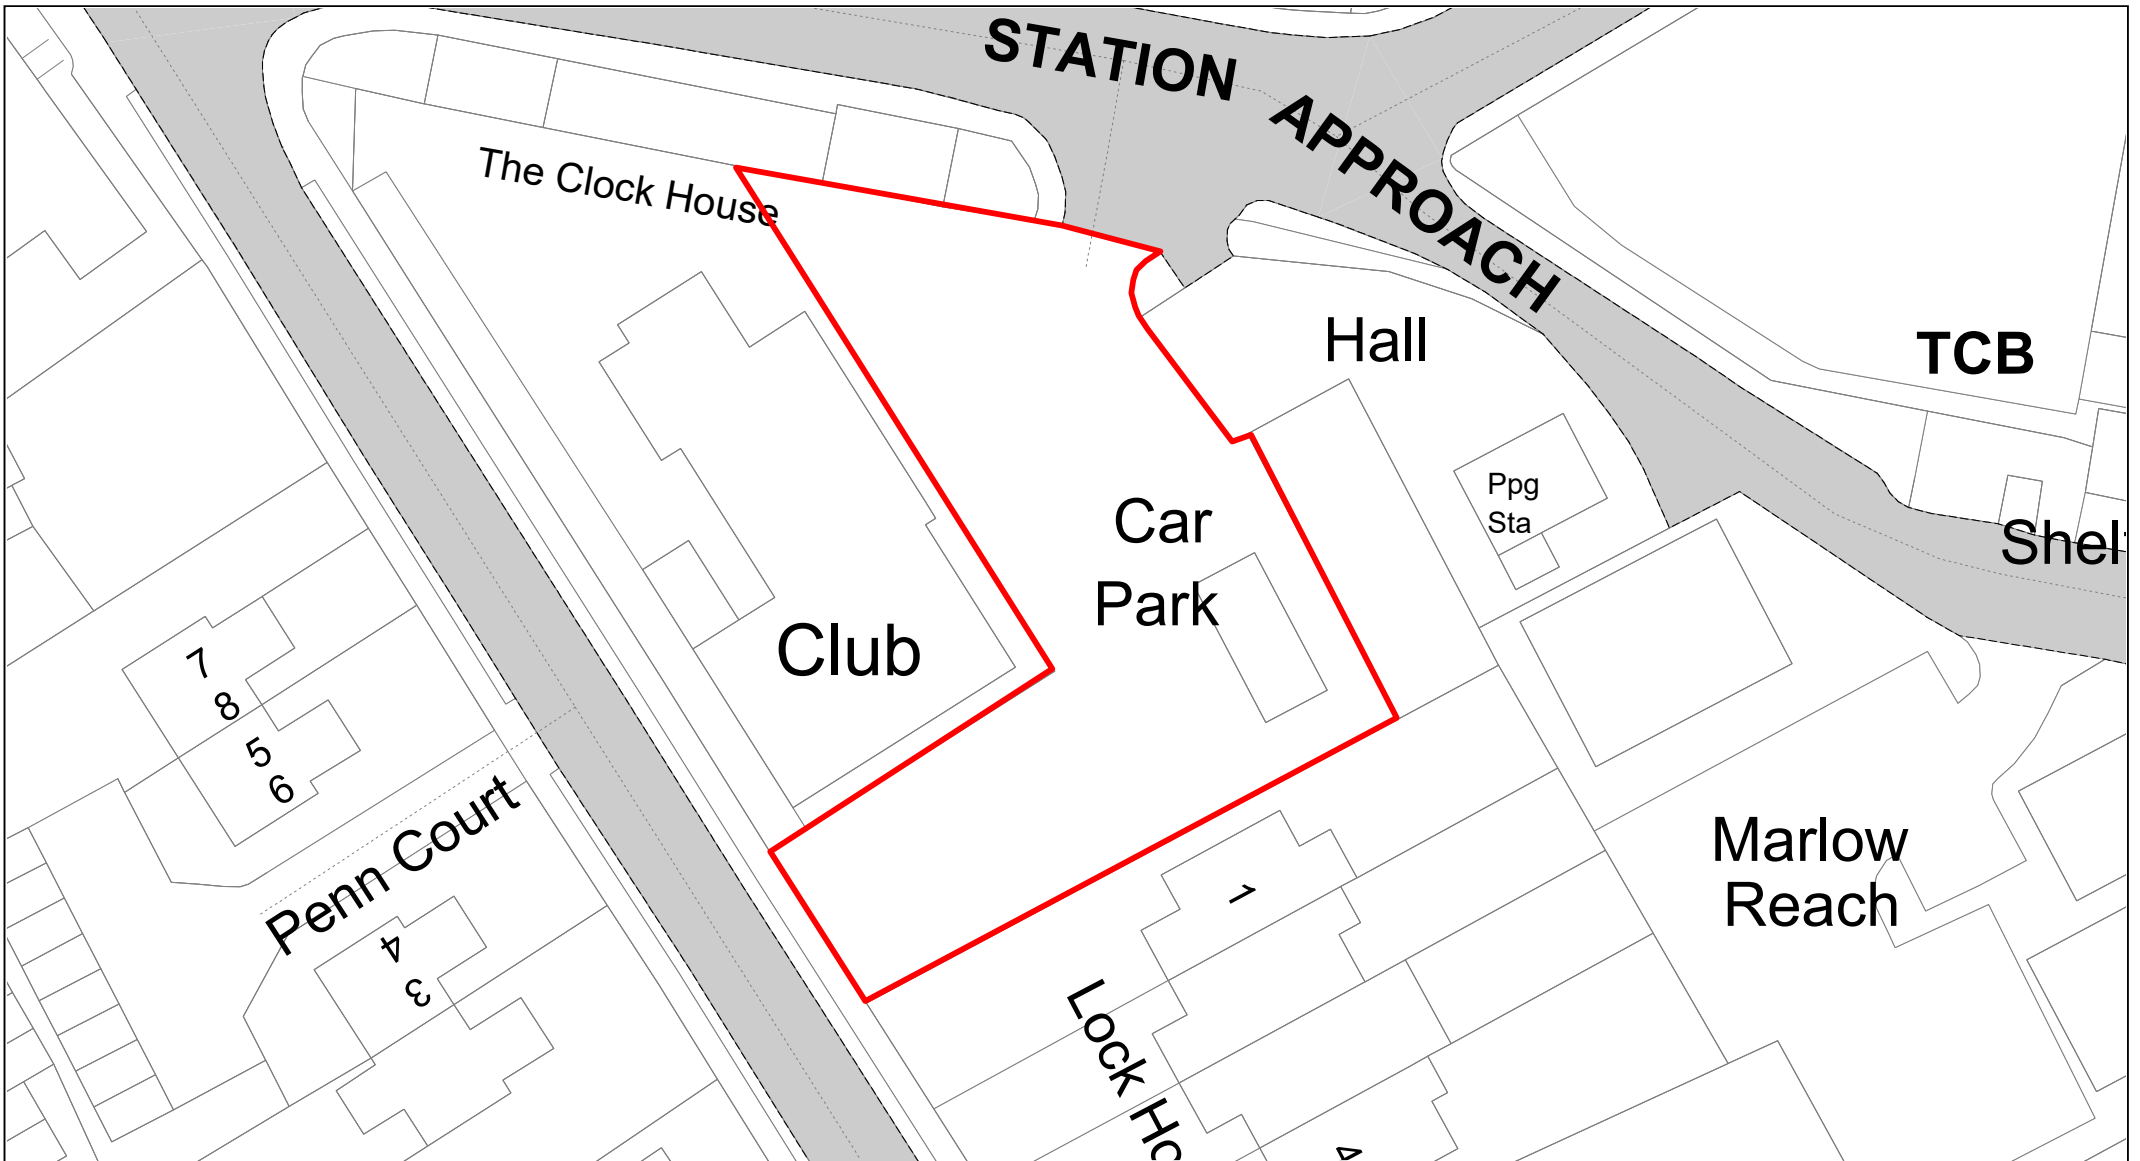 STATION APPROACH
The Clock House
Hall
TCB
Ppg
Sta
Car
Park
Shel
Club
7
8
5
6
Penn Court
4
3
Marlow
Reach
1
Lock Ho
4